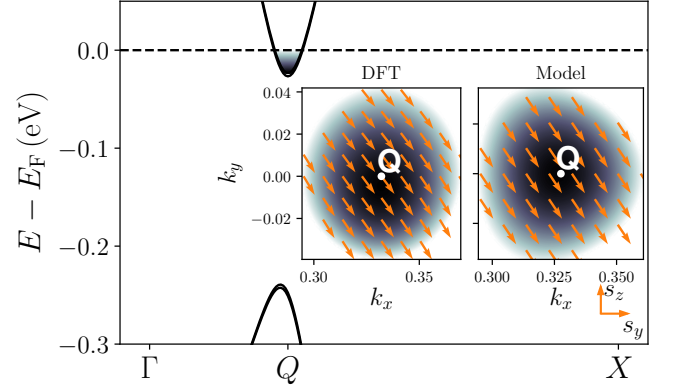 E − E_F (eV)
0.0
−0.1
−0.2
−0.3
Γ
Q
X
DFT
k_y
0.04
0.02
0.00
−0.02
Q
0.30
0.35
k_x
Model
Q
0.300
0.325
0.350
k_x
s_z
s_y